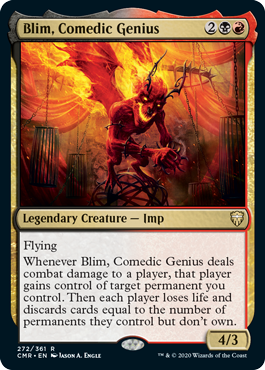 Blim, Comedic Genius 2
Legendary Creature — Imp
Flying
Whenever Blim, Comedic Genius deals
combat damage to a player, that player
gains control of target permanent you
control. Then each player loses life and
discards cards equal to the number of
permanents they control but don't own.
4/3
272/361 R
CMR • EN Jason A. Engle
™ & © 2020 Wizards of the Coast